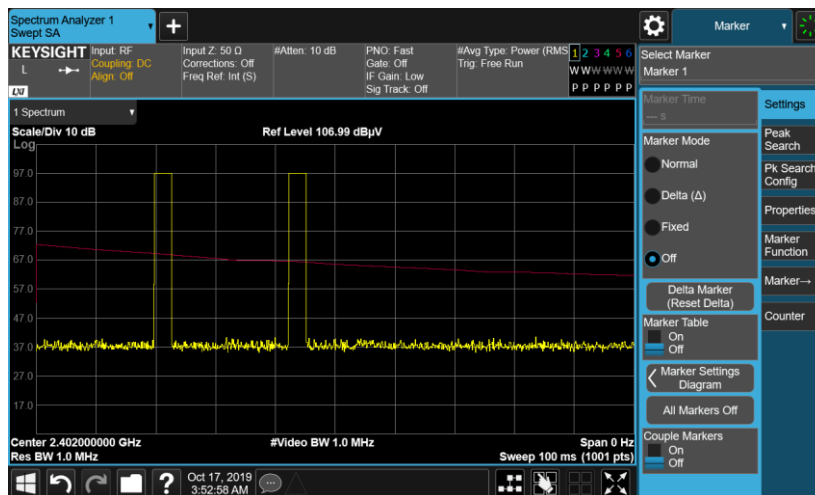 Spectrum Analyzer 1
Swept SA
+
Marker
KEYSIGHT
L
LXI
Input: RF
Coupling: DC
Align: Off
Input Z: 50 Ω
Corrections: Off
Freq Ref: Int (S)
#Atten: 10 dB
PNO: Fast
Gate: Off
IF Gain: Low
Sig Track: Off
#Avg Type: Power (RMS
Trig: Free Run
1 2 3 4 5 6
W W W W W W
P P P P P P
1 Spectrum
Scale/Div 10 dB
Ref Level 106.99 dBµV
Log
97.0
87.0
77.0
67.0
57.0
47.0
37.0
27.0
17.0
Center 2.402000000 GHz
#Video BW 1.0 MHz
Span 0 Hz
Res BW 1.0 MHz
Sweep 100 ms (1001 pts)
?
Oct 17, 2019
3:52:58 AM
Select Marker
Marker 1
Marker Time
--- s
Marker Mode
Normal
Delta (Δ)
Fixed
Off
Delta Marker
(Reset Delta)
Marker Table
On
Off
Marker Settings
Diagram
All Markers Off
Couple Markers
On
Off
Settings
Peak
Search
Pk Search
Config
Properties
Marker
Function
Marker→
Counter